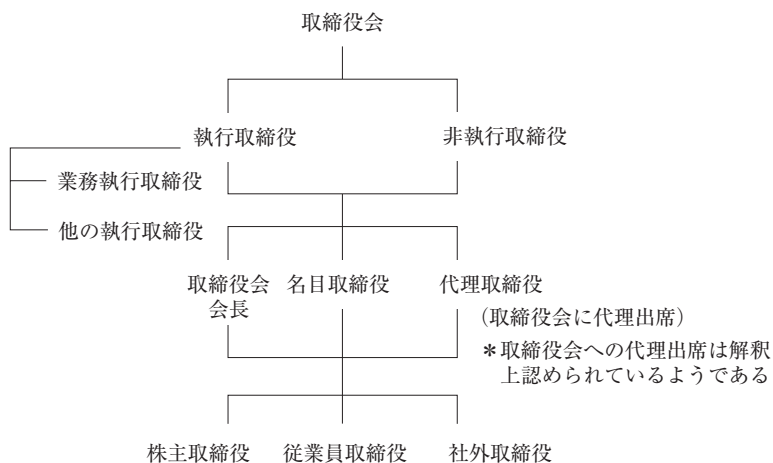 取締役会
執行取締役
非執行取締役
業務執行取締役
他の執行取締役
取締役会
会長
名目取締役
代理取締役
(取締役会に代理出席)
＊取締役会への代理出席は解釈
上認められているようである
株主取締役
従業員取締役
社外取締役